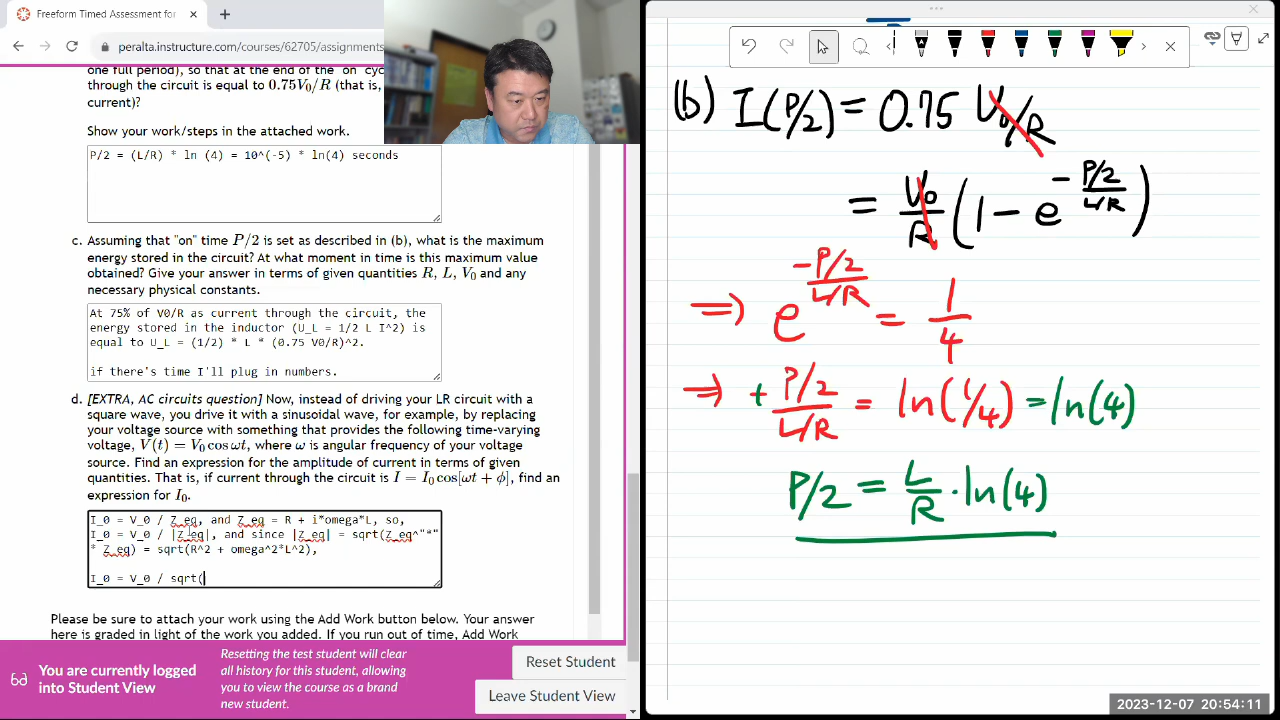 Freeform Timed Assessment for
peralta.instructure.com/courses/2705/assignments
one full period), so that at the end of the "on" cyc
through the circuit is equal to 0.75V₀/R (that is,
current)?
Show your work/steps in the attached work.
P/2 = (L/R) * ln (4) = 10^(-5) * ln(4) seconds
c. Assuming that "on" time P/2 is set as described in (b), what is the maximum
energy stored in the circuit? At what moment in time is this maximum value
obtained? Give your answer in terms of given quantities R, L, V₀ and any
necessary physical constants.
At 75% of V0/R as current through the circuit, the
energy stored in the inductor (U_L = 1/2 L I^2) is
equal to U_L = (1/2) * L * (0.75 V0/R)^2.
if there's time I'll plug in numbers.
d. [EXTRA, AC circuits question] Now, instead of driving your LR circuit with a
square wave, you drive it with a sinusoidal wave, for example, by replacing
your voltage source with something that provides the following time-varying
voltage, V(t) = V₀ cos ωt, where ω is angular frequency of your voltage
source. Find an expression for the amplitude of current in terms of given
quantities. That is, if current through the circuit is I = I₀ cos[ωt + ϕ], find an
expression for I₀.
I_0 = V_0 / Z_eq, and Z_eq = R + i*omega*L, so,
I_0 = V_0 / |Z_eq|, and since |Z_eq| = sqrt(Z_eq^"*"
* Z_eq) = sqrt(R^2 + omega^2*L^2),
I_0 = V_0 / sqrt(
Please be sure to attach your work using the Add Work button below. Your answer
here is graded in light of the work you added. If you run out of time, Add Work
You are currently logged
into Student View
Resetting the test student will clear
all history for this student, allowing
you to view the course as a brand
new student.
Reset Student
Leave Student View
(b) I(P/2) = 0.75 V₀/R
= V₀/R (1 - e^(-(P/2)/(L/R)))
⇒ e^(-(P/2)/(L/R)) = 1/4
⇒ + (P/2)/(L/R) = ln(1/4) = ln(4)
P/2 = L/R · ln(4)
2023-12-07 20:54:11